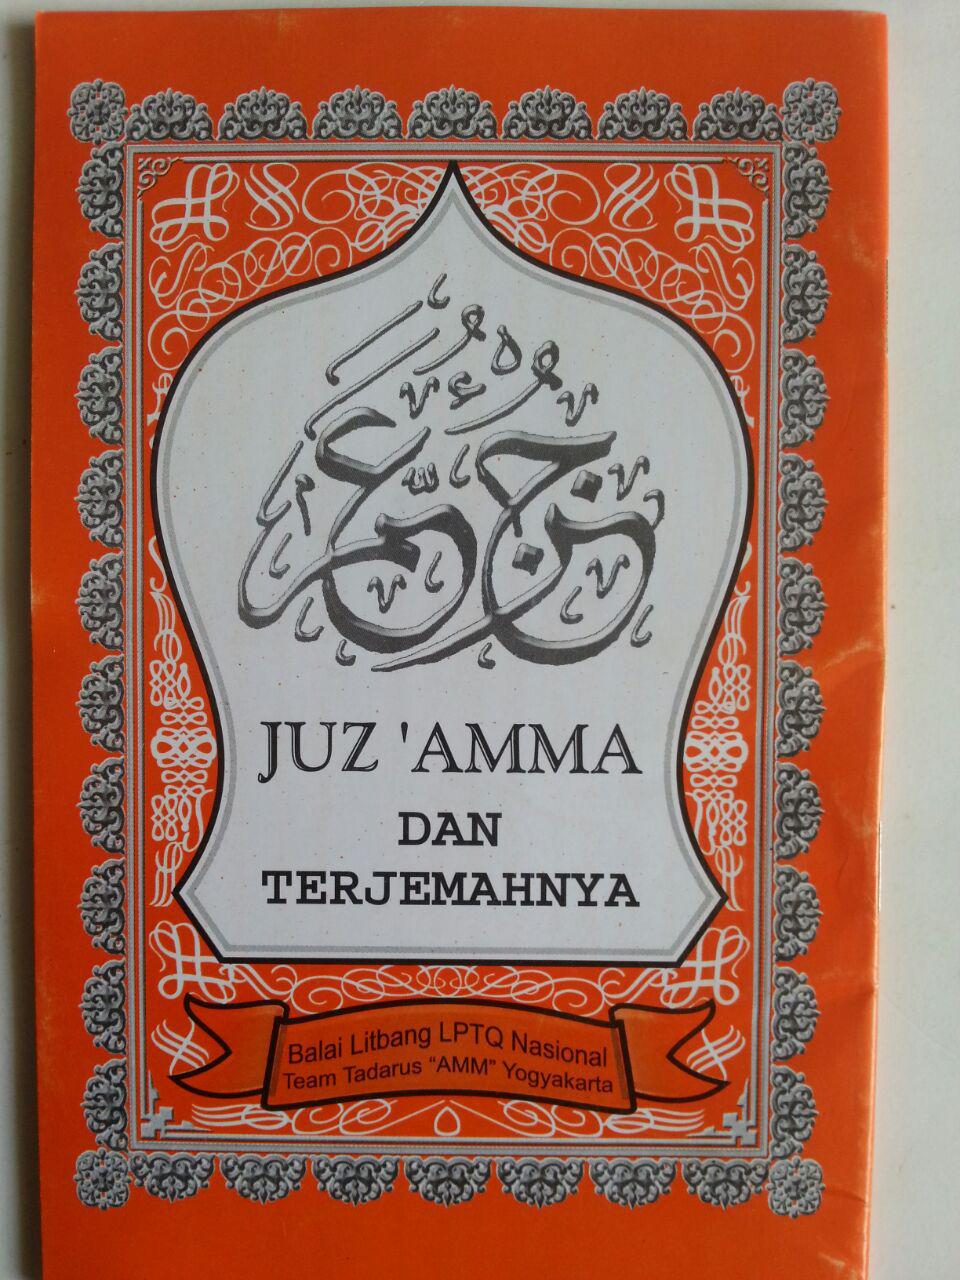 جزء عم
JUZ 'AMMA
DAN
TERJEMAHNYA
Balai Litbang LPTQ Nasional
Team Tadarus “AMM” Yogyakarta